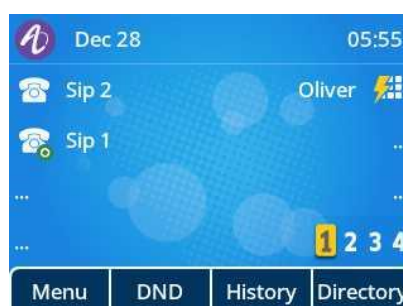 Dec 28 05:55
Sip 2 Oliver
Sip 1 ..
... ..
... 1 2 3 4
Menu DND History Directory